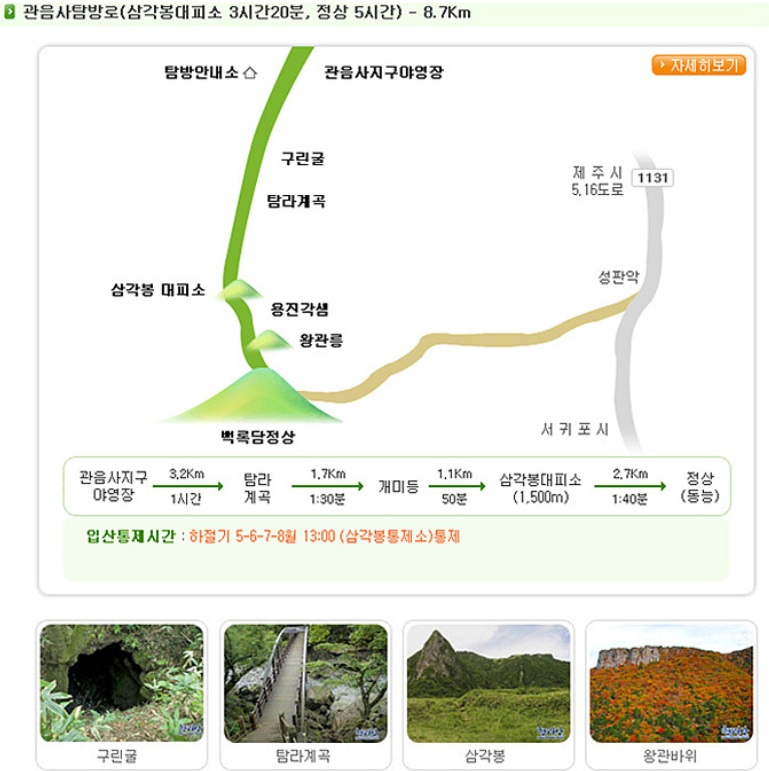 관음사탐방로(삼각봉대피소 3시간20분, 정상 5시간) - 8.7Km
탐방안내소
관음사지구야영장
자세히보기
구린굴
제 주 시
1131
5.16도로
탐라계곡
성판악
삼각봉 대피소
용진각샘
왕관릉
서 귀 포 시
백록담정상
관음사지구
야영장
3.2Km
1시간
탐라
계곡
1.7Km
1:30분
개미등
1.1Km
50분
삼각봉대피소
(1,500m)
2.7Km
1:40분
정상
(동능)
입산통제시간 : 하절기 5-6-7-8월 13:00 (삼각봉통제소)통제
구린굴
탐라계곡
삼각봉
왕관바위